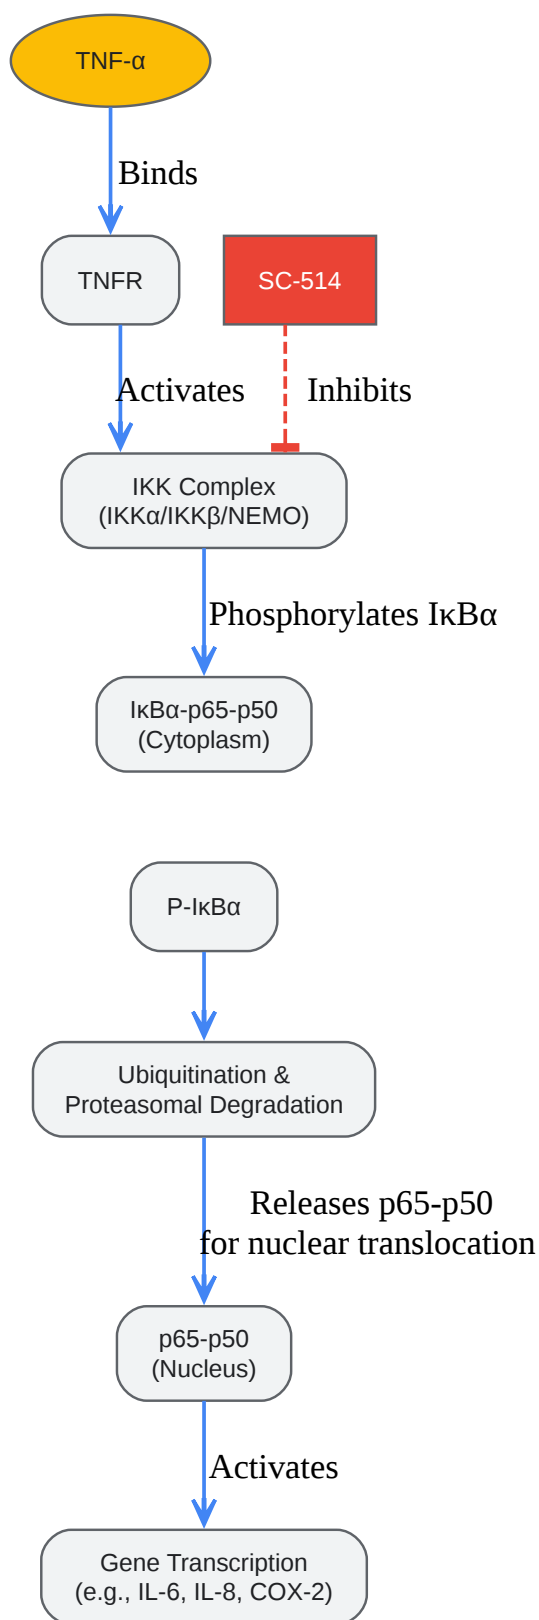 TNF-α
Binds
TNFR
SC-514
Activates
Inhibits
IKK Complex
(IKKα/IKKβ/NEMO)
Phosphorylates IκBα
IκBα-p65-p50
(Cytoplasm)
P-IκBα
Ubiquitination &
Proteasomal Degradation
Releases p65-p50
for nuclear translocation
p65-p50
(Nucleus)
Activates
Gene Transcription
(e.g., IL-6, IL-8, COX-2)